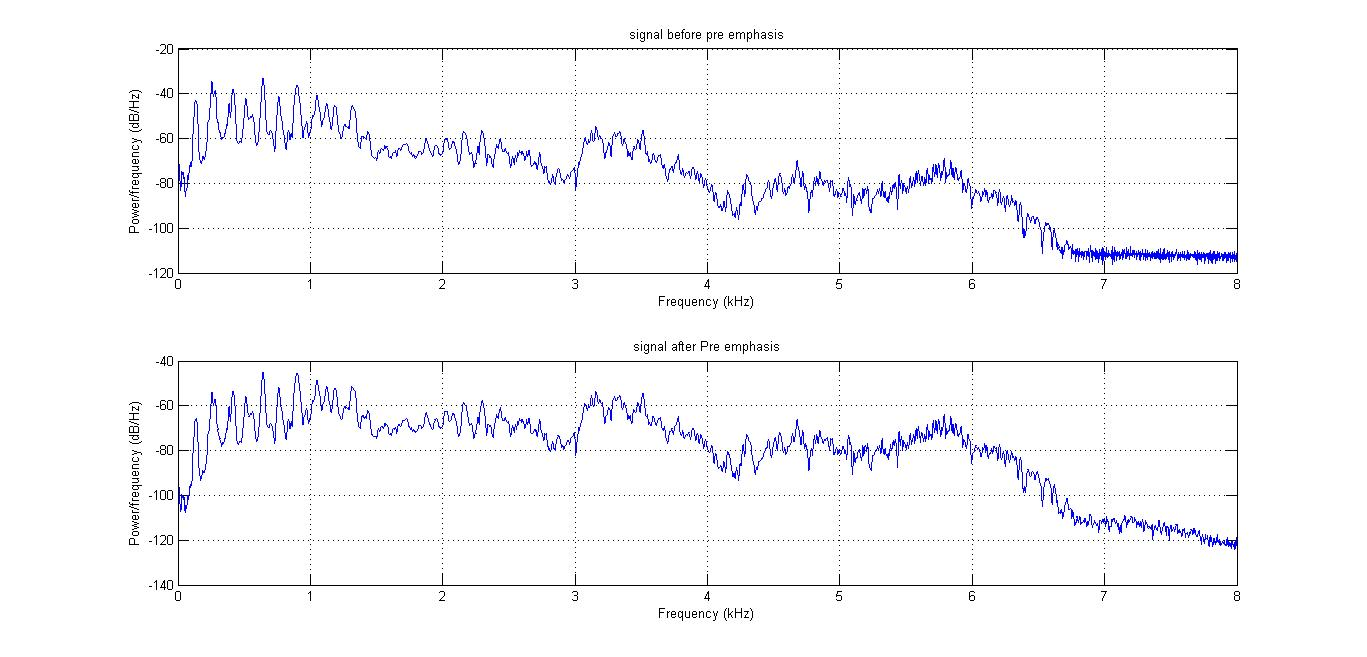 signal before pre emphasis
Power/frequency (dB/Hz)
-20
-40
-60
-80
-100
-120
0 1 2 3 4 5 6 7 8
Frequency (kHz)
signal after Pre emphasis
Power/frequency (dB/Hz)
-40
-60
-80
-100
-120
-140
0 1 2 3 4 5 6 7 8
Frequency (kHz)